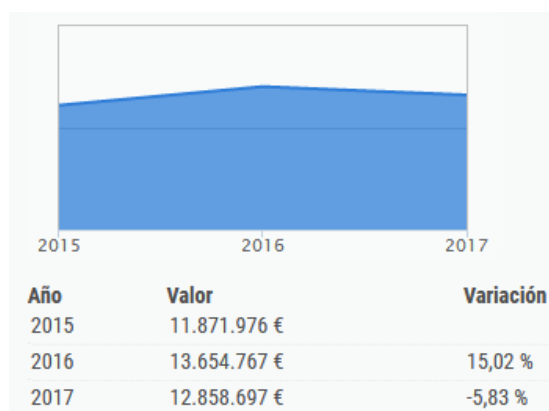 2015 2016 2017
Año Valor Variación
2015 11.871.976 €
2016 13.654.767 € 15,02 %
2017 12.858.697 € -5,83 %